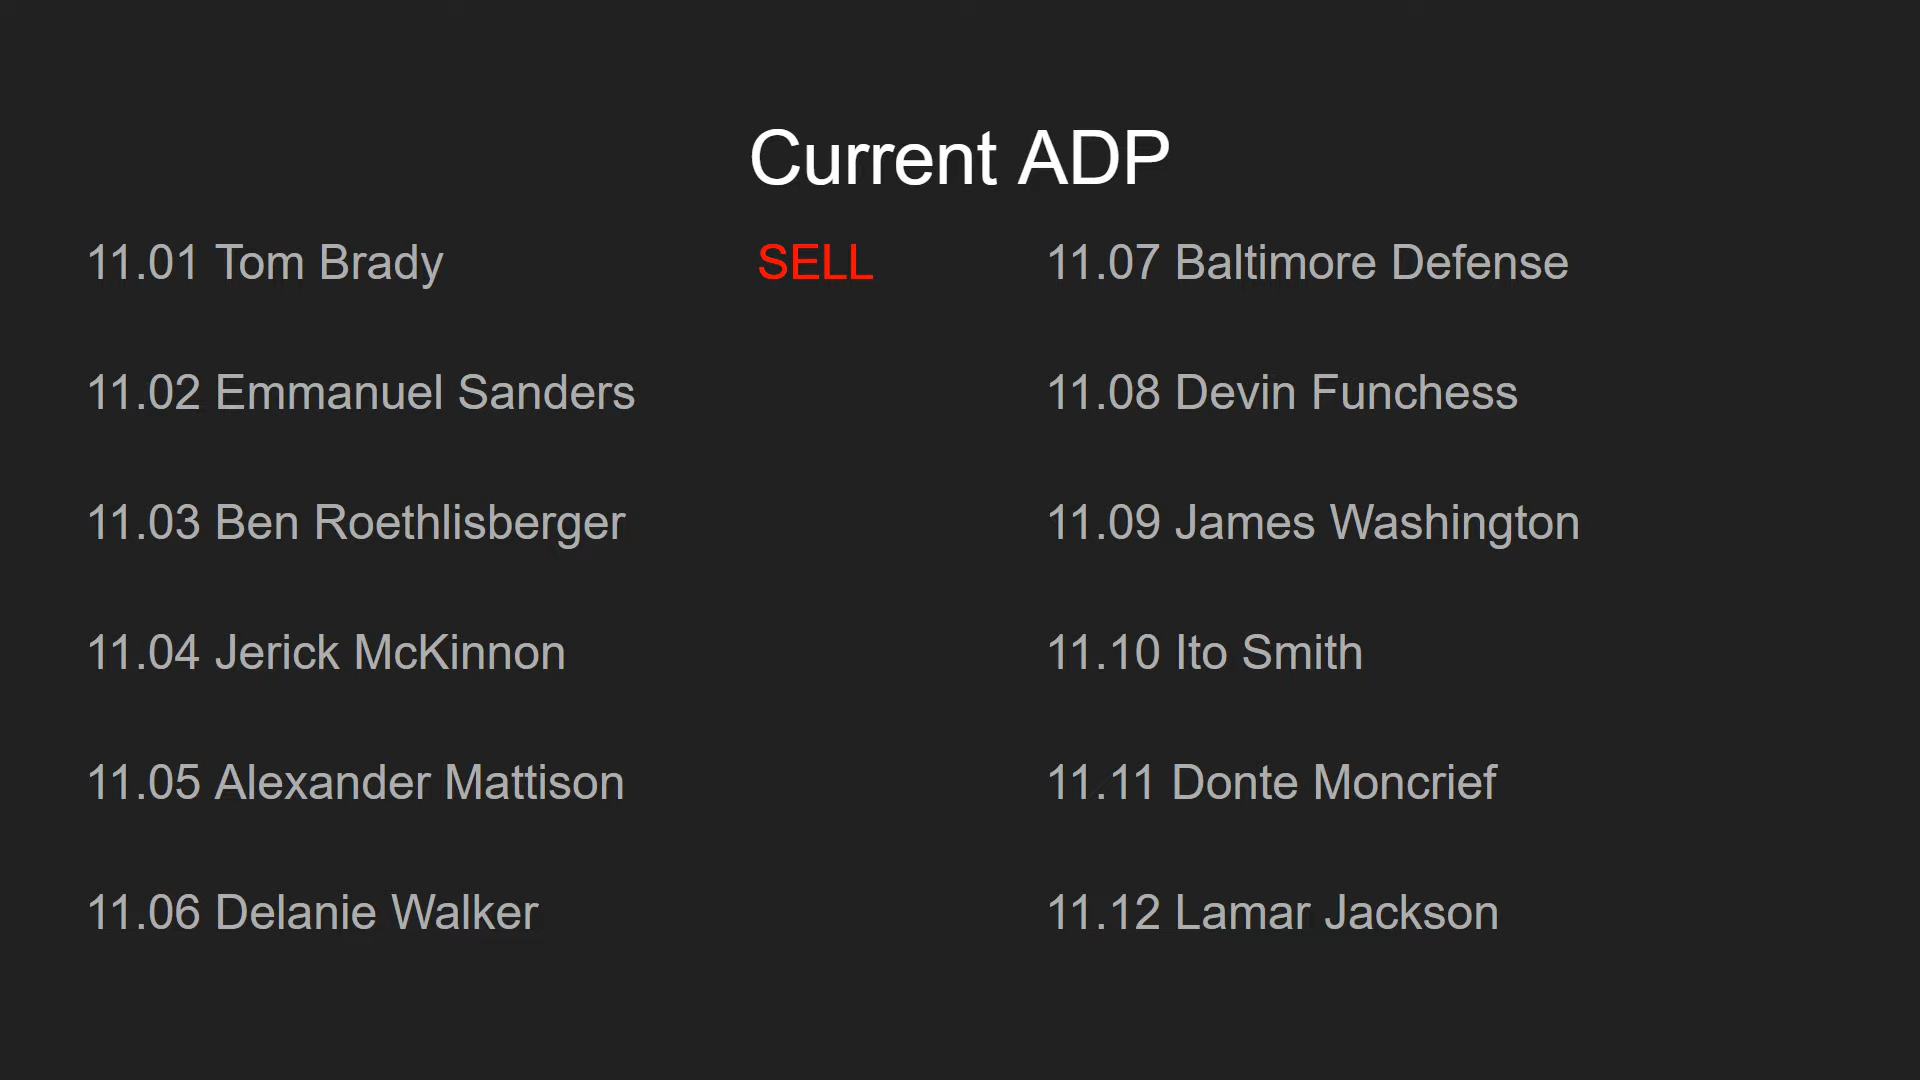 Current ADP
11.01 Tom Brady SELL
11.02 Emmanuel Sanders
11.03 Ben Roethlisberger
11.04 Jerick McKinnon
11.05 Alexander Mattison
11.06 Delanie Walker
11.07 Baltimore Defense
11.08 Devin Funchess
11.09 James Washington
11.10 Ito Smith
11.11 Donte Moncrief
11.12 Lamar Jackson